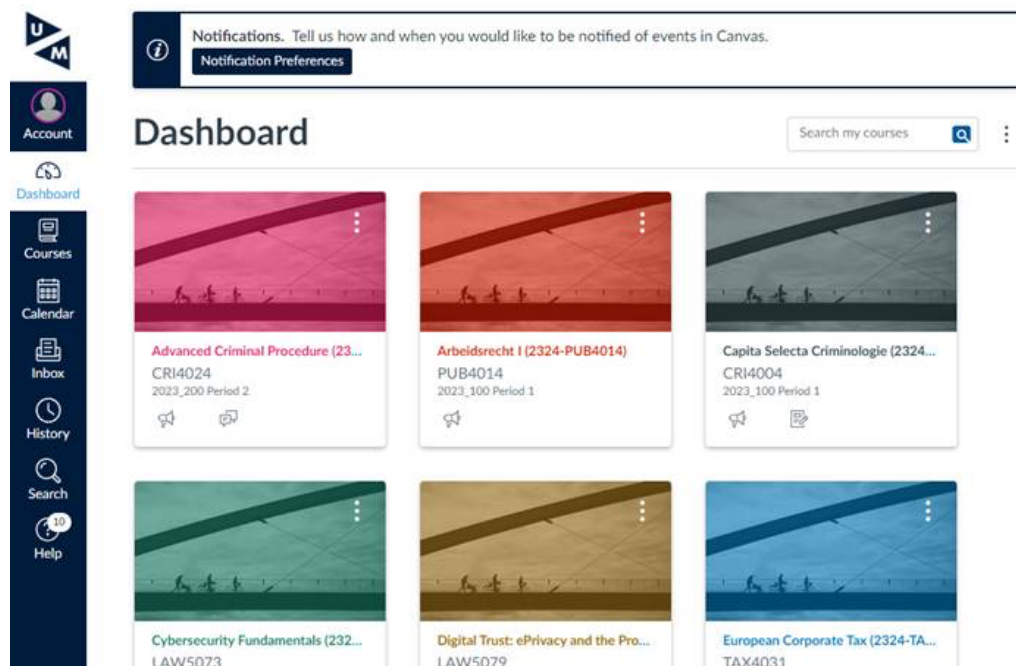 UM
Account
Dashboard
Courses
Calendar
Inbox
History
Search
10
Help
Notifications. Tell us how and when you would like to be notified of events in Canvas.
Notification Preferences
Dashboard
Search my courses
Advanced Criminal Procedure (23...
CRI4024
2023_200 Period 2
Arbeidsrecht I (2324-PUB4014)
PUB4014
2023_100 Period 1
Capita Selecta Criminologie (2324...
CRI4004
2023_100 Period 1
Cybersecurity Fundamentals (232...
LAW5073
Digital Trust: ePrivacy and the Pro...
LAW5079
European Corporate Tax (2324-TA...
TAX4031